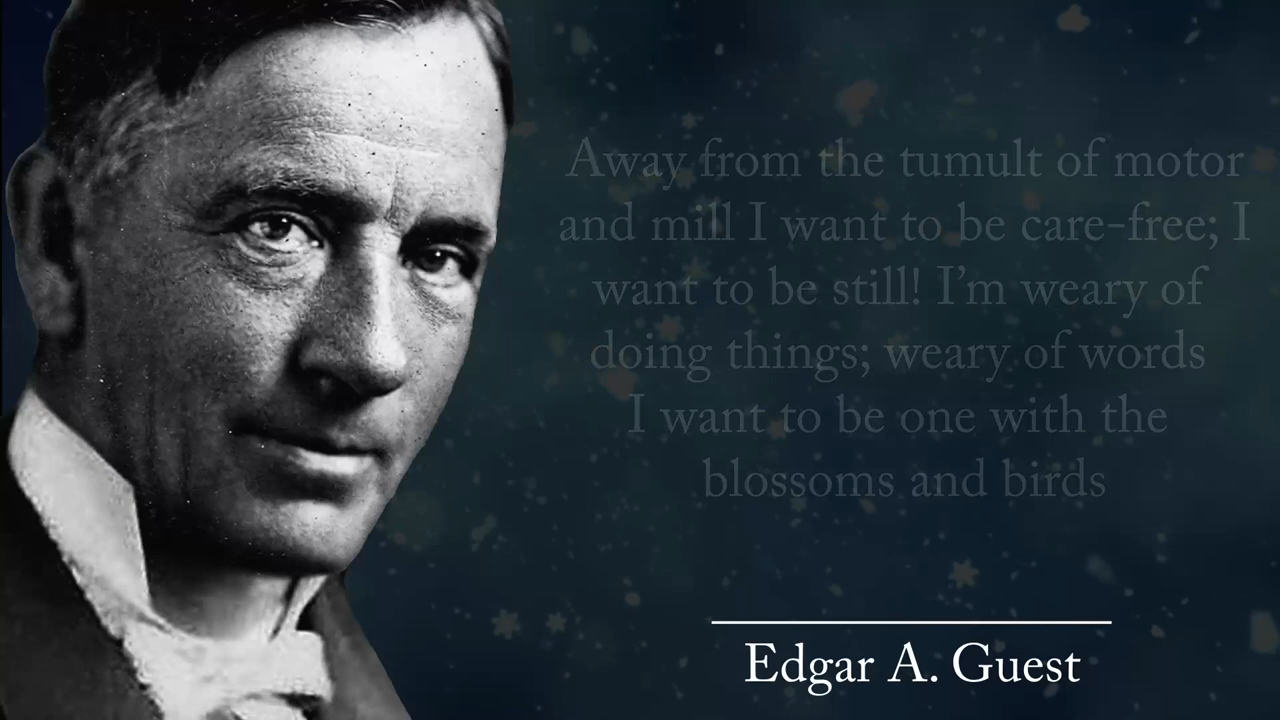 Away from the tumult of motor
and mill I want to be care-free; I
want to be still! I'm weary of
doing things; weary of words
I want to be one with the
blossoms and birds
Edgar A. Guest